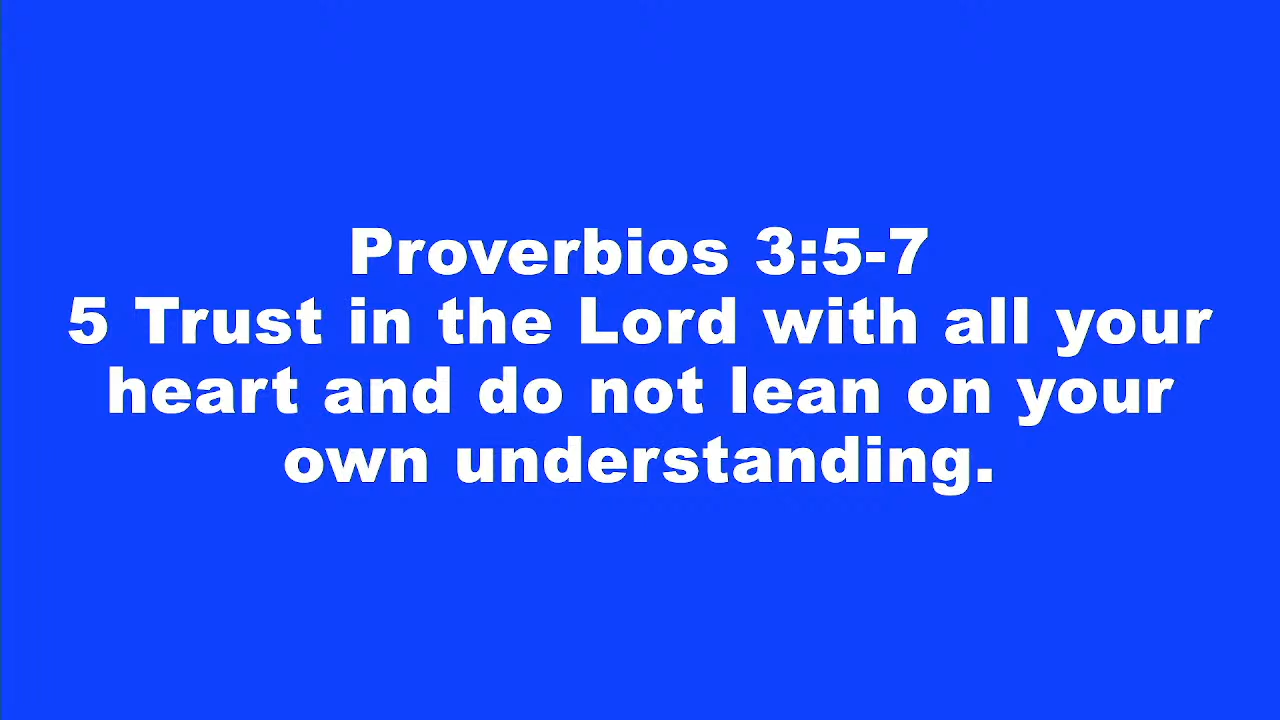 Proverbios 3:5-7
5 Trust in the Lord with all your
heart and do not lean on your
own understanding.